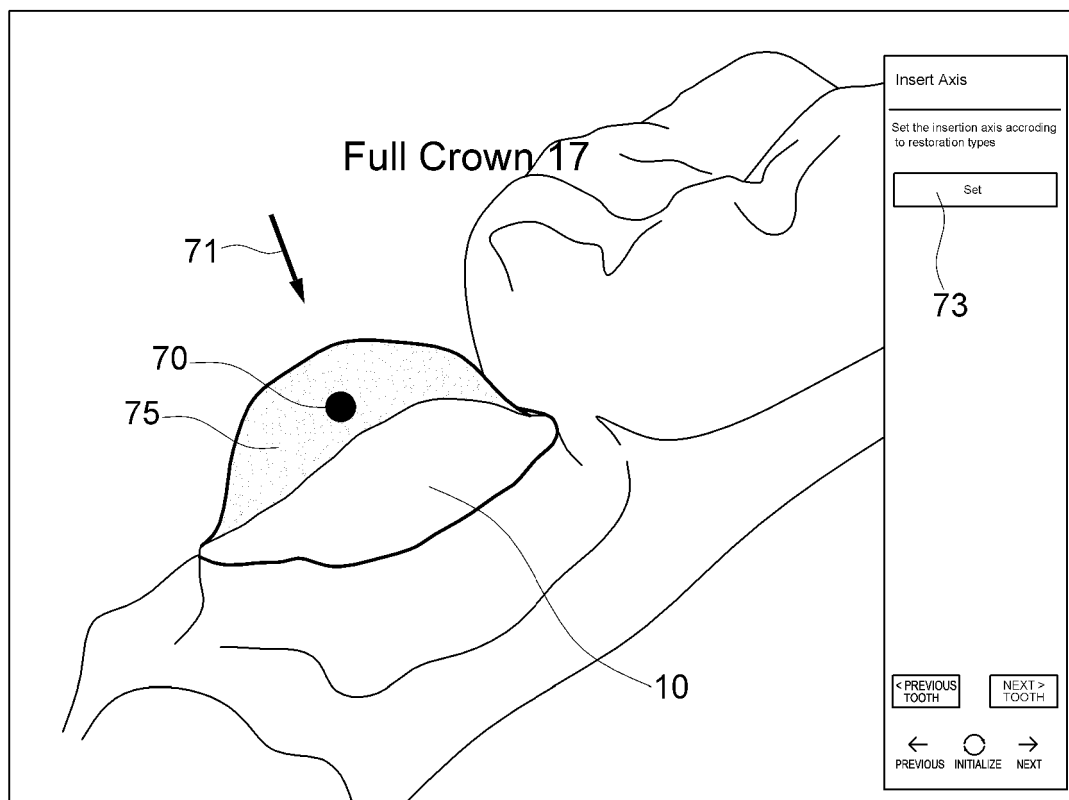 Full Crown 17
71
70
75
10
Insert Axis
Set the insertion axis accroding
to restoration types
Set
73
< PREVIOUS
TOOTH
NEXT >
TOOTH
PREVIOUS
INITIALIZE
NEXT